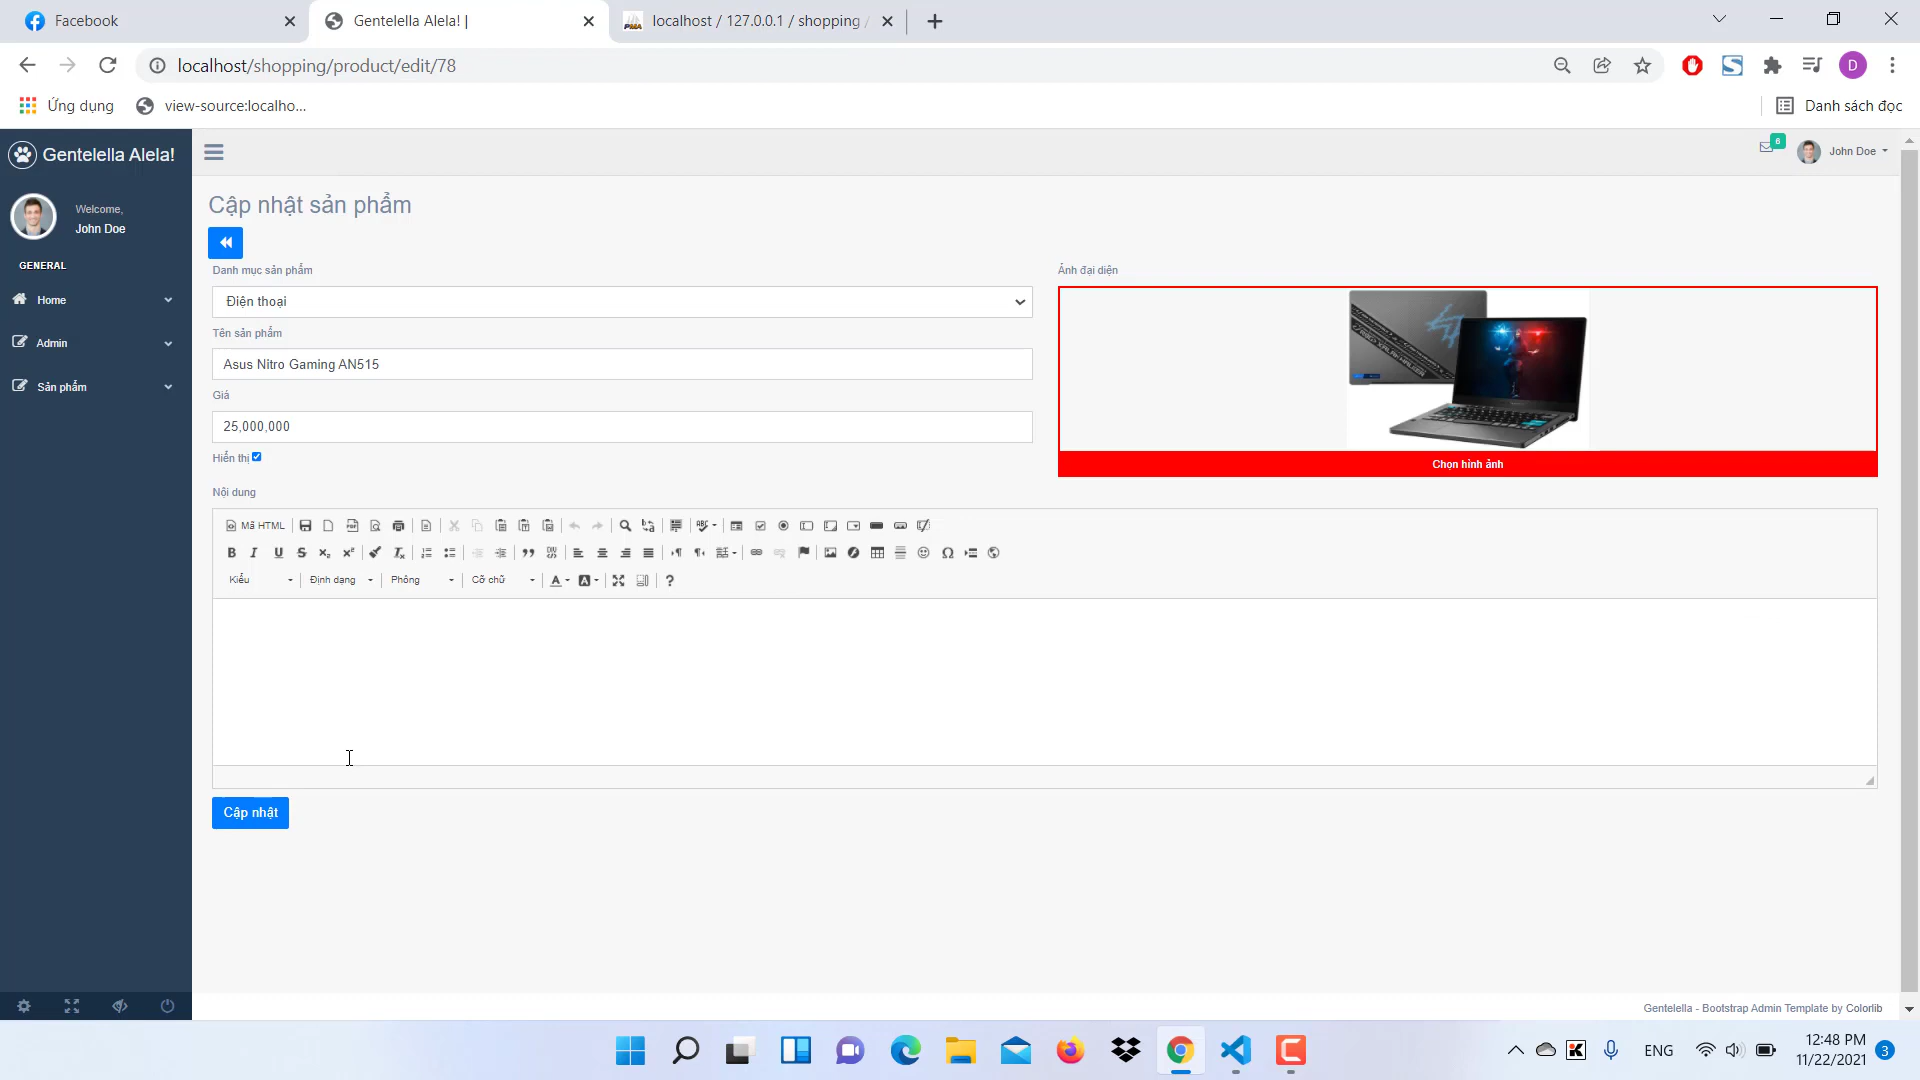 Facebook
Gentelella Alela! |
localhost / 127.0.0.1 / shopping /
localhost/shopping/product/edit/78
D
Ứng dụng
view-source:localho...
Danh sách đọc
Gentelella Alela!
6
John Doe
Welcome,
John Doe
GENERAL
Home
Admin
Sản phẩm
Cập nhật sản phẩm
Danh mục sản phẩm
Điện thoại
Tên sản phẩm
Asus Nitro Gaming AN515
Giá
25,000,000
Hiển thị
Ảnh đại diện
Chọn hình ảnh
Nội dung
Mã HTML
Kiểu
Định dạng
Phông
Cỡ chữ
Cập nhật
Gentelella - Bootstrap Admin Template by Colorlib
ENG
12:48 PM
11/22/2021
3